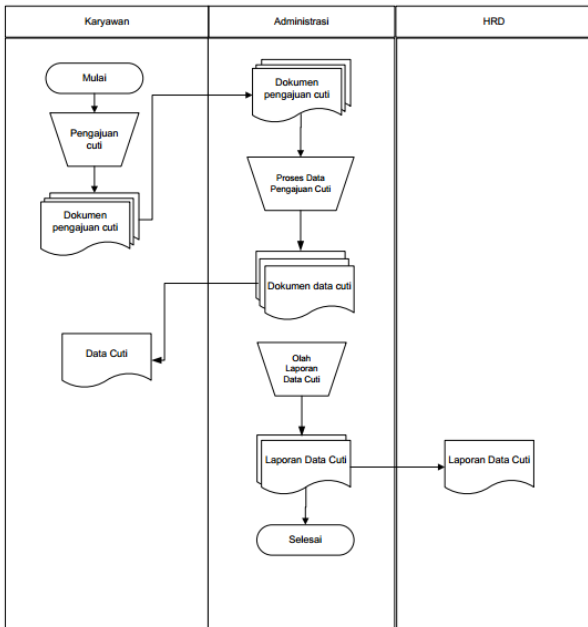 Karyawan
Administrasi
HRD
Mulai
Pengajuan
cuti
Dokumen
pengajuan cuti
Dokumen
pengajuan cuti
Proses Data
Pengajuan Cuti
Dokumen data cuti
Data Cuti
Olah
Laporan
Data Cuti
Laporan Data Cuti
Laporan Data Cuti
Selesai